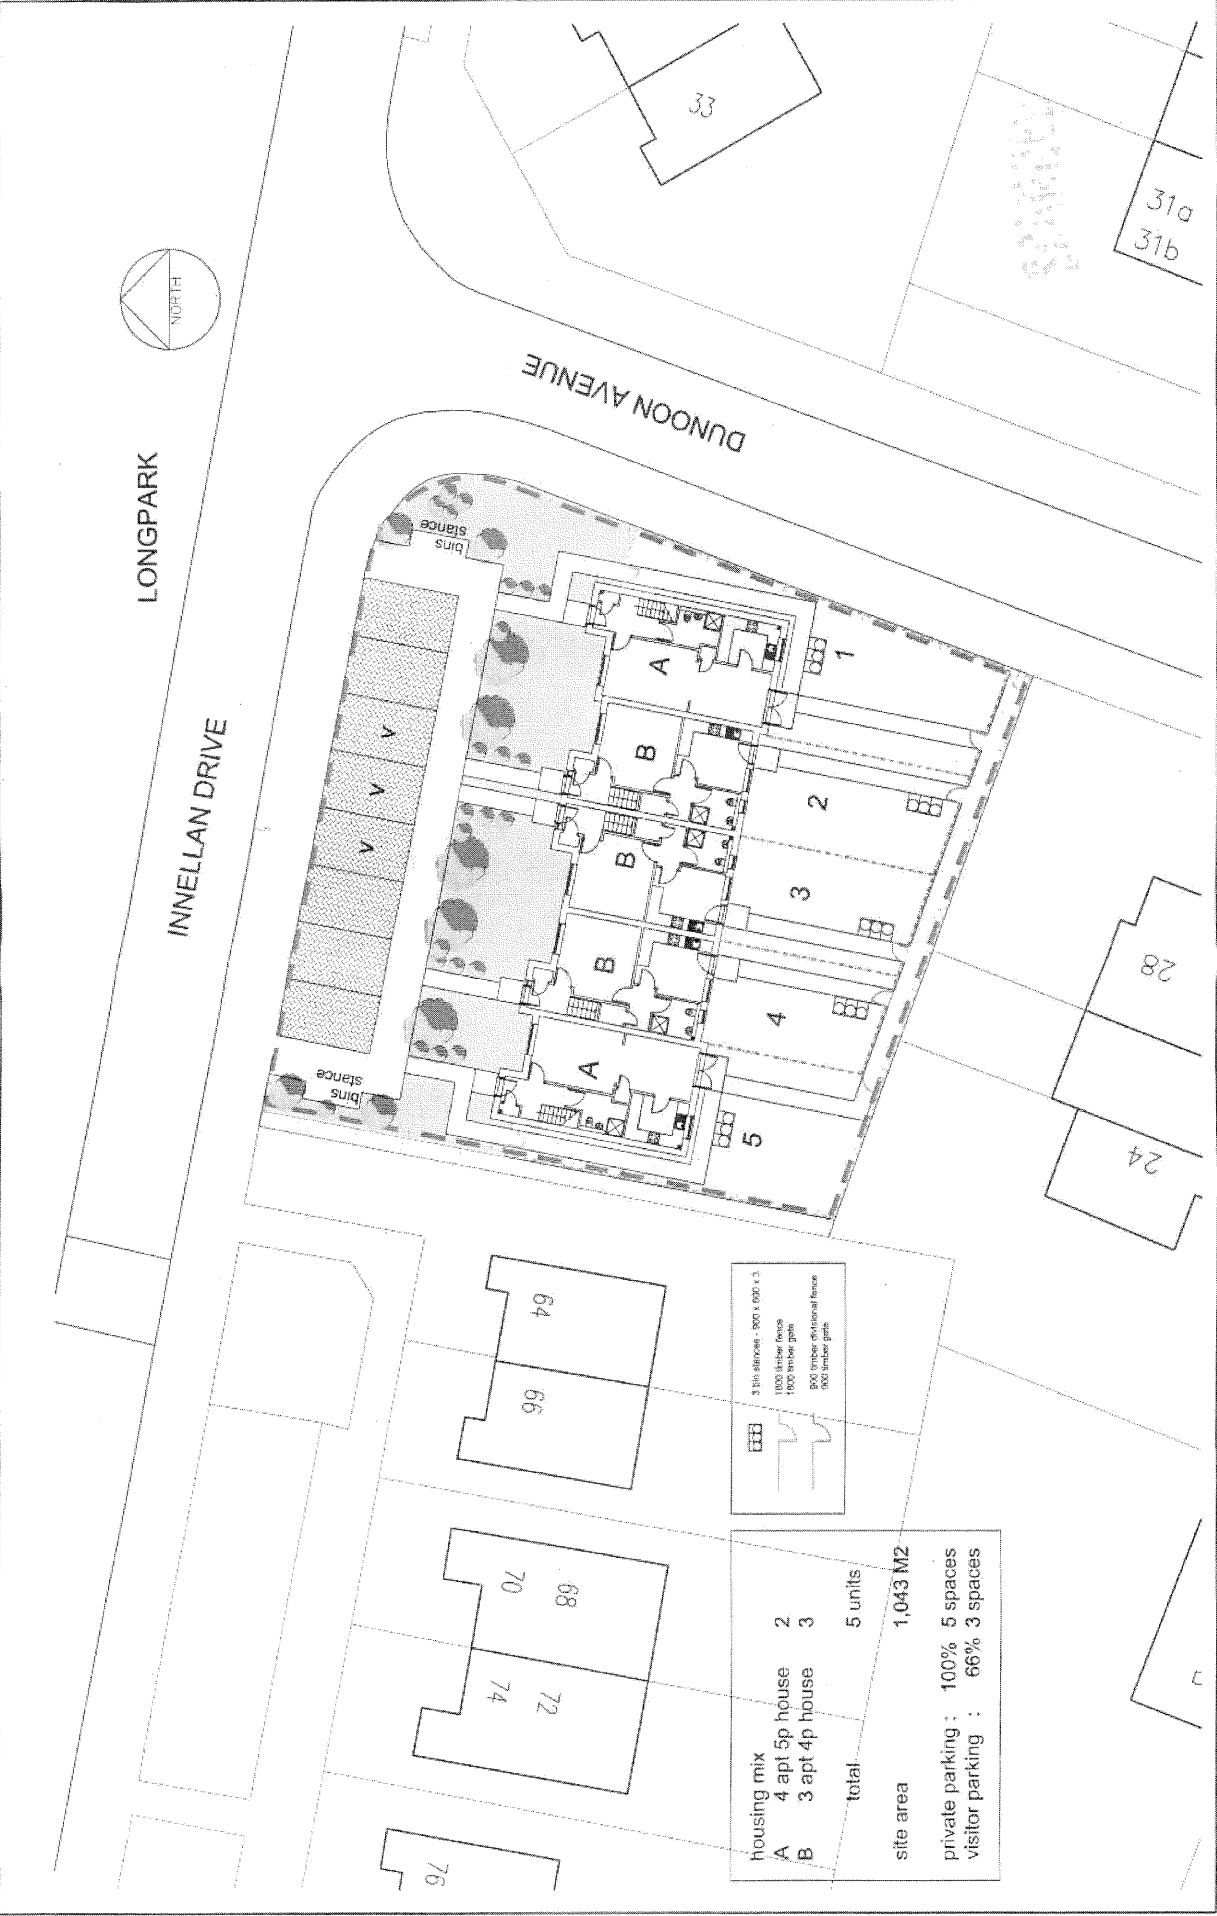 LONGPARK
NORTH
INNELLAN DRIVE
DUNOON AVENUE
33
31a
31b
bins
stance
V
V
V
bins
stance
A
B
B
B
A
1
2
3
4
5
28
24
64
66
70
68
74
72
76
3 bin stances - 900 x 600 x 3
1800 timber fence
1800 timber gate
900 timber divisional fence
900 timber gate
housing mix
A 4 apt 5p house 2
B 3 apt 4p house 3
total 5 units
site area 1,043 M2
private parking : 100% 5 spaces
visitor parking : 66% 3 spaces